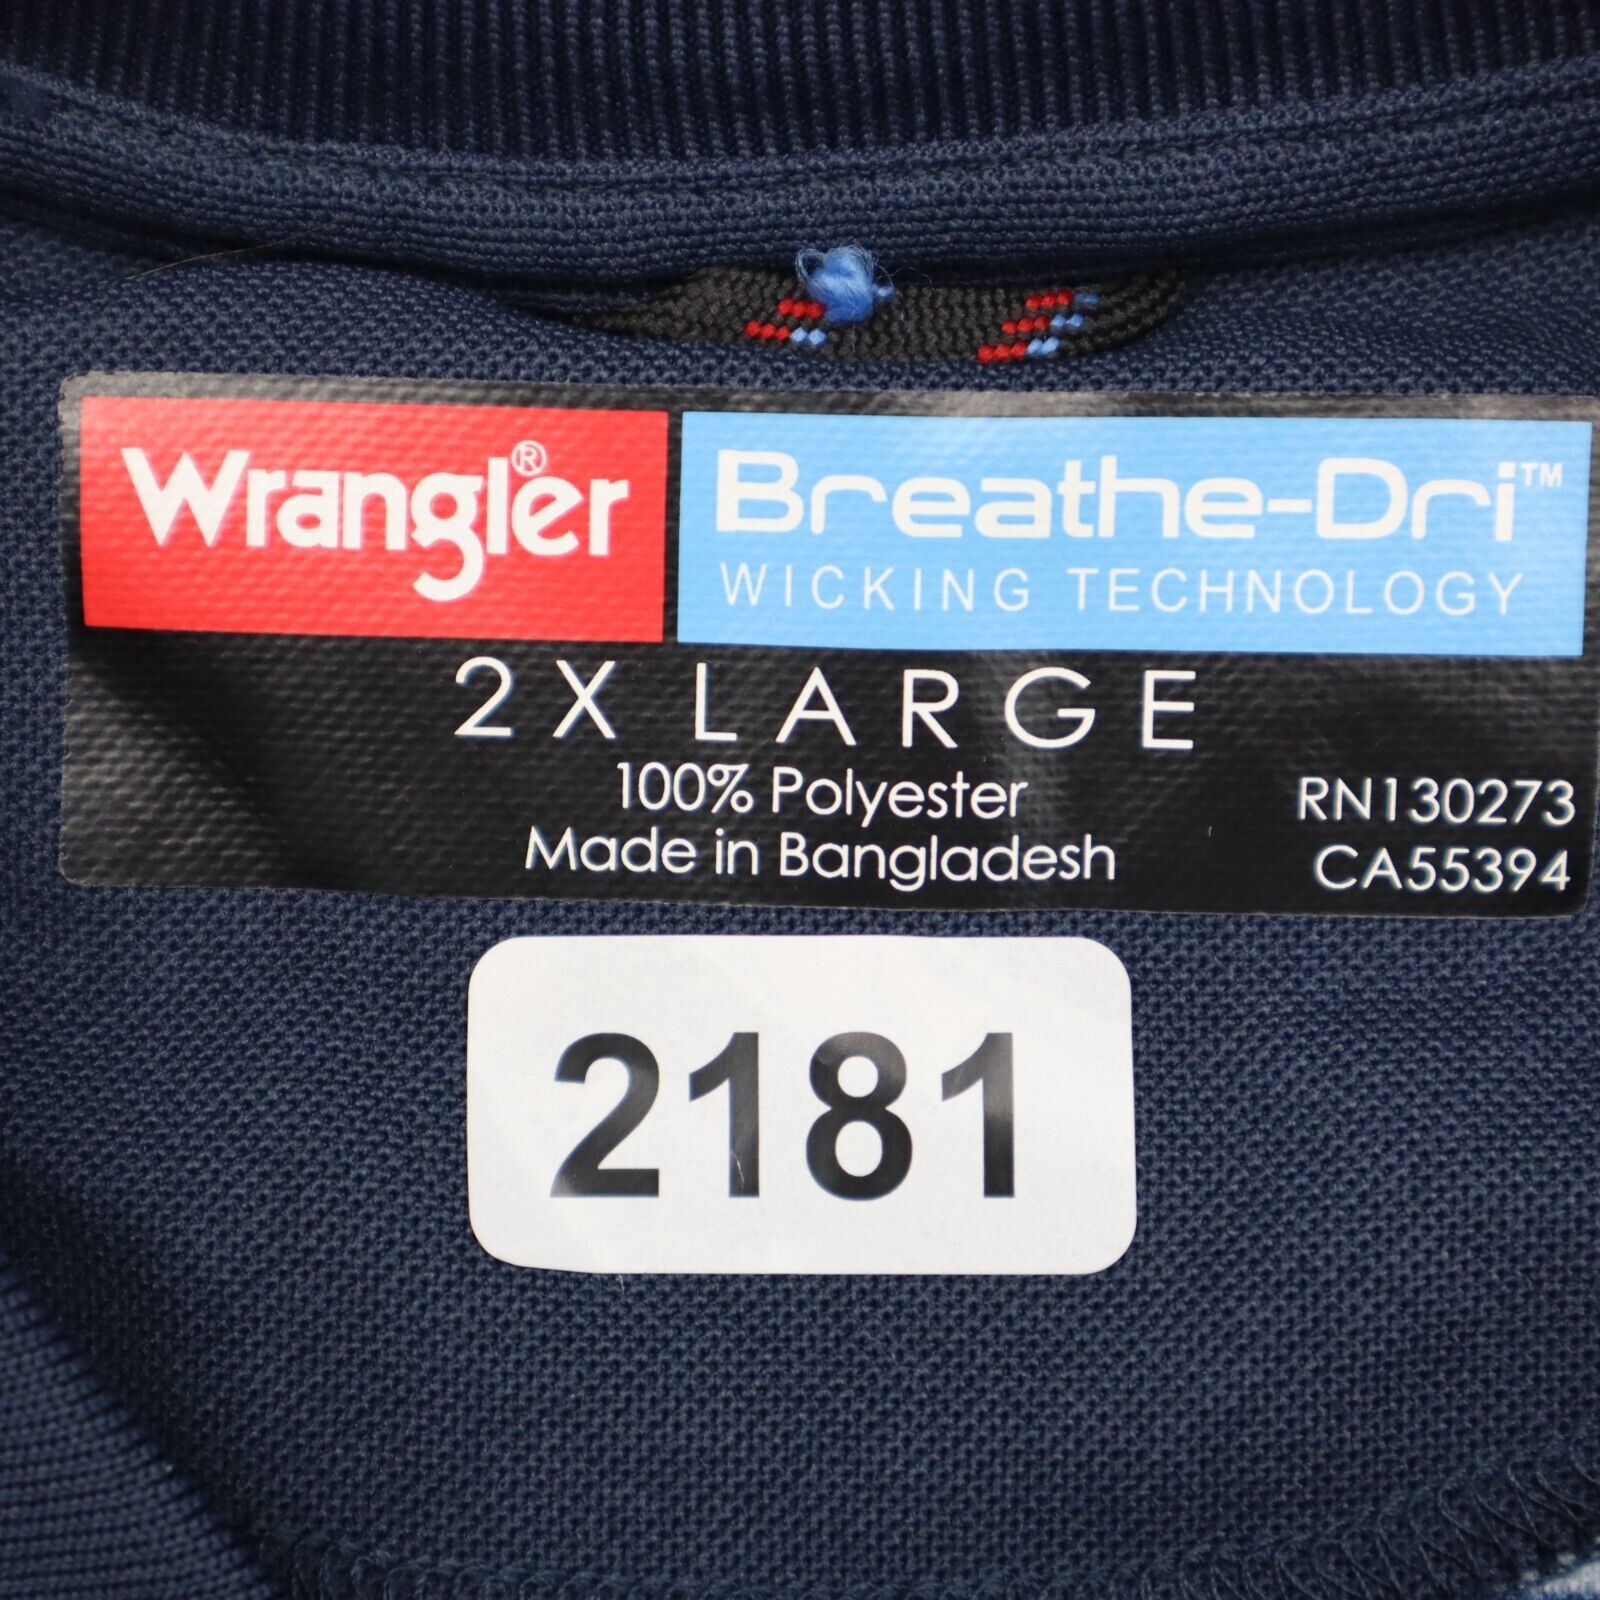 Wrangler®
Breathe-Dri™
WICKING TECHNOLOGY
2X LARGE
100% Polyester
Made in Bangladesh
RN130273
CA55394
2181